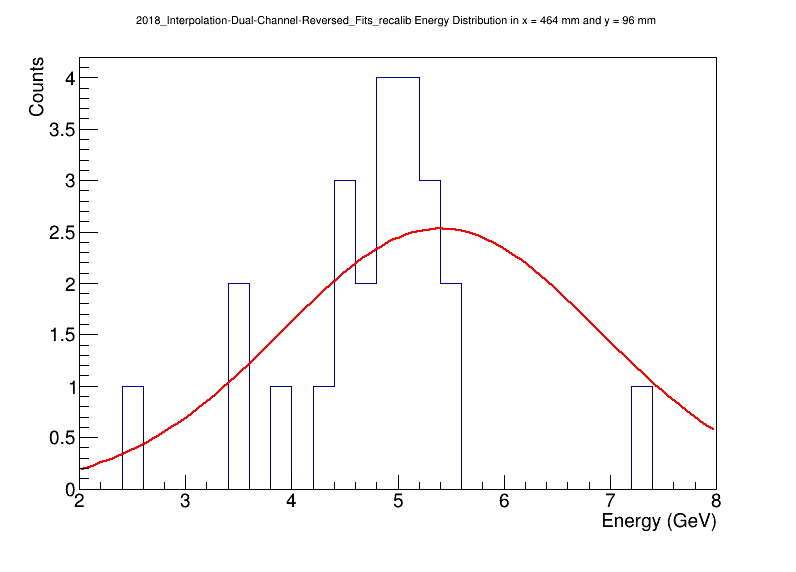 2018_Interpolation-Dual-Channel-Reversed_Fits_recalib Energy Distribution in x = 464 mm and y = 96 mm
Counts
4
3.5
3
2.5
2
1.5
1
0.5
0
2 3 4 5 6 7 8
Energy (GeV)